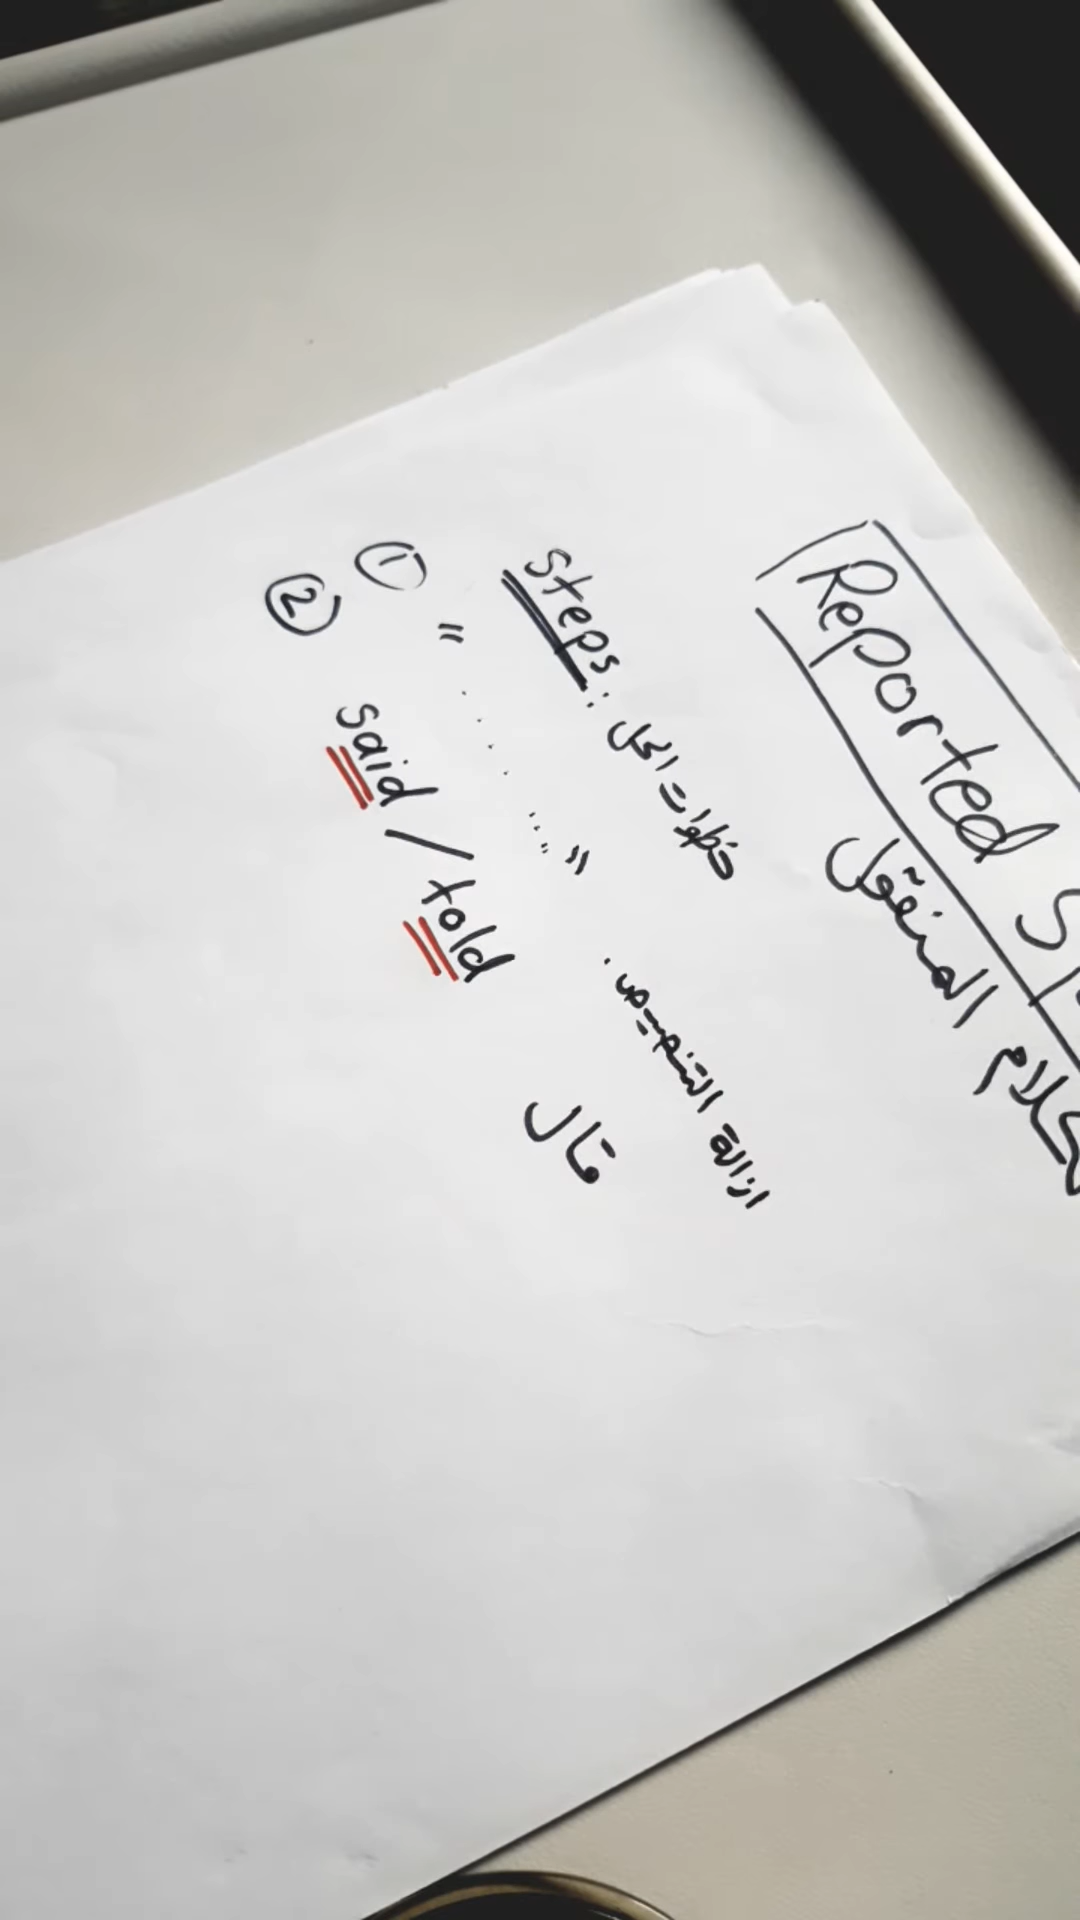 Reported
الكلام المنقول
Steps: خطوات الحل
① "........" ازالة التنصيص.
② said / told قال